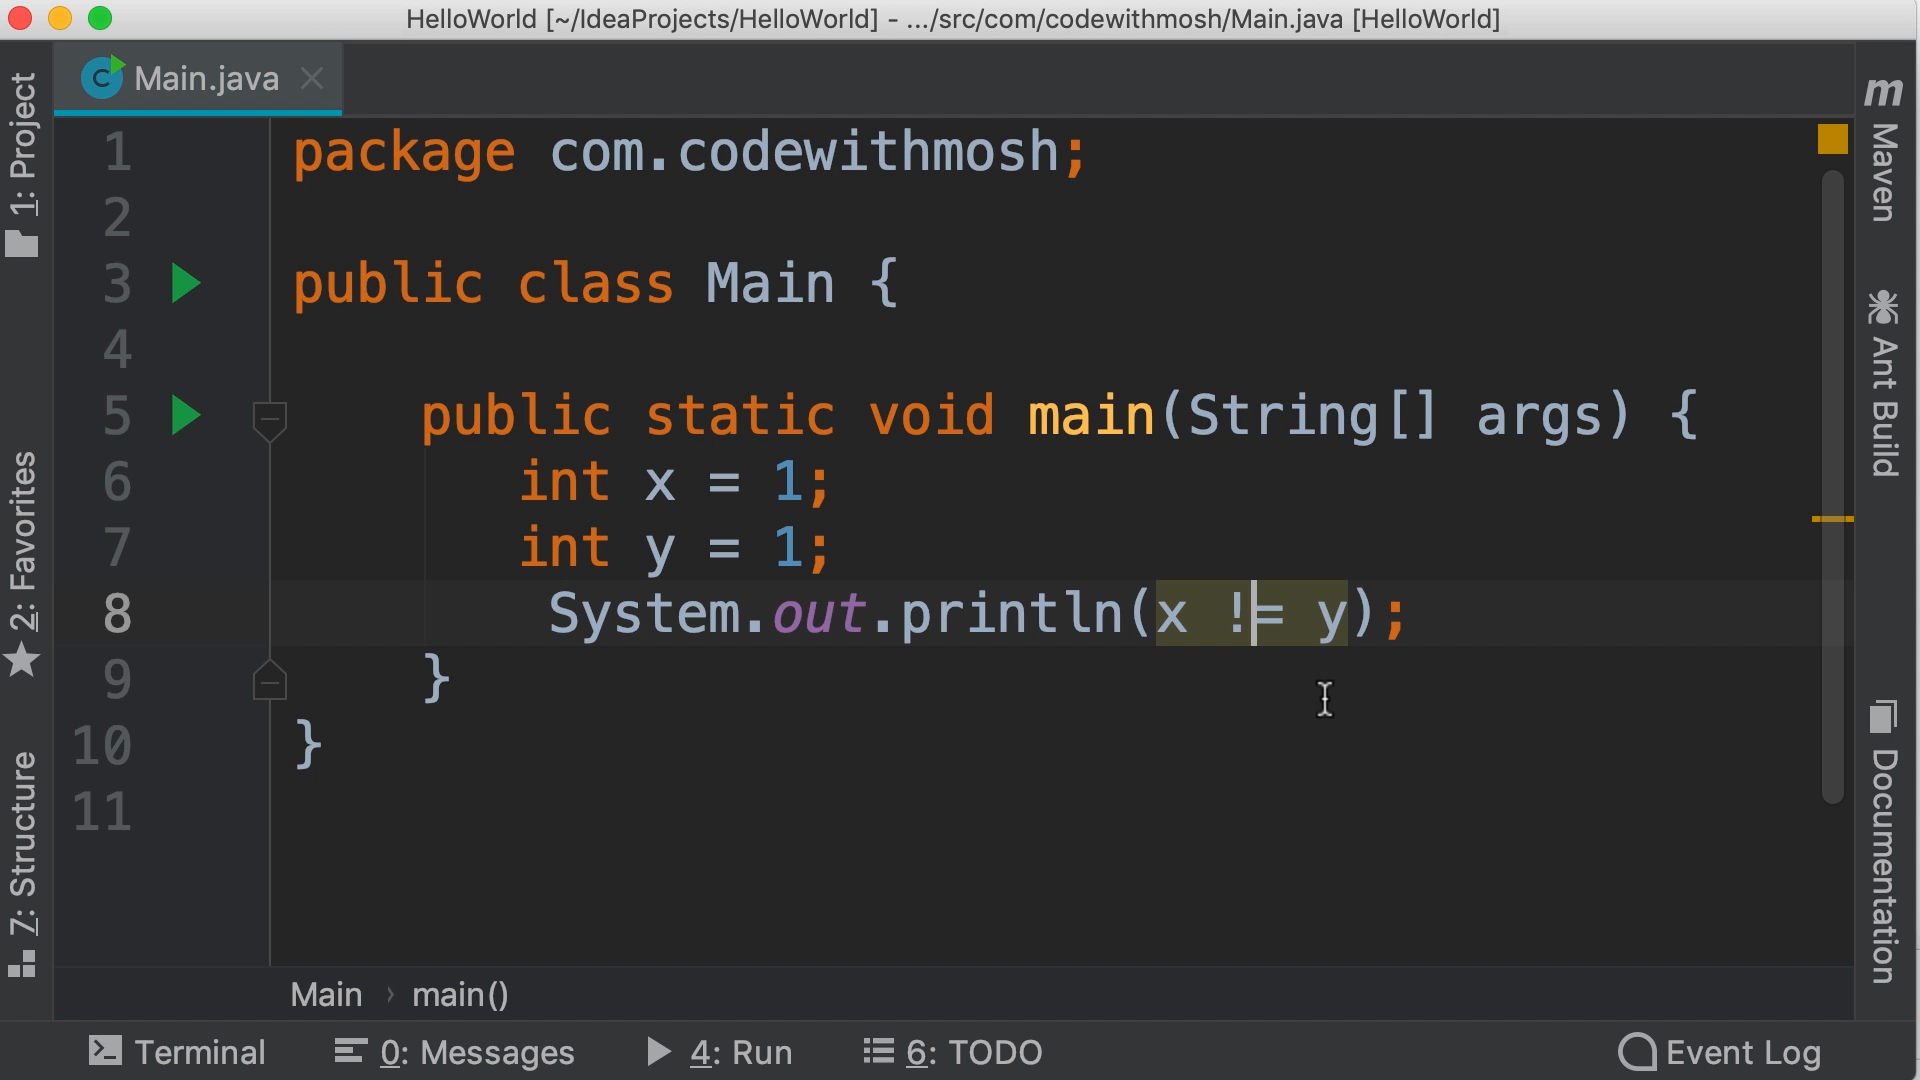 HelloWorld [~/IdeaProjects/HelloWorld] - .../src/com/codewithmosh/Main.java [HelloWorld]
Main.java
1: Project
2: Favorites
7: Structure
1 package com.codewithmosh;
2
3 public class Main {
4
5 public static void main(String[] args) {
6 int x = 1;
7 int y = 1;
8 System.out.println(x != y);
9 }
10 }
11
m Maven
Ant Build
Documentation
Main › main()
Terminal 0: Messages 4: Run 6: TODO Event Log